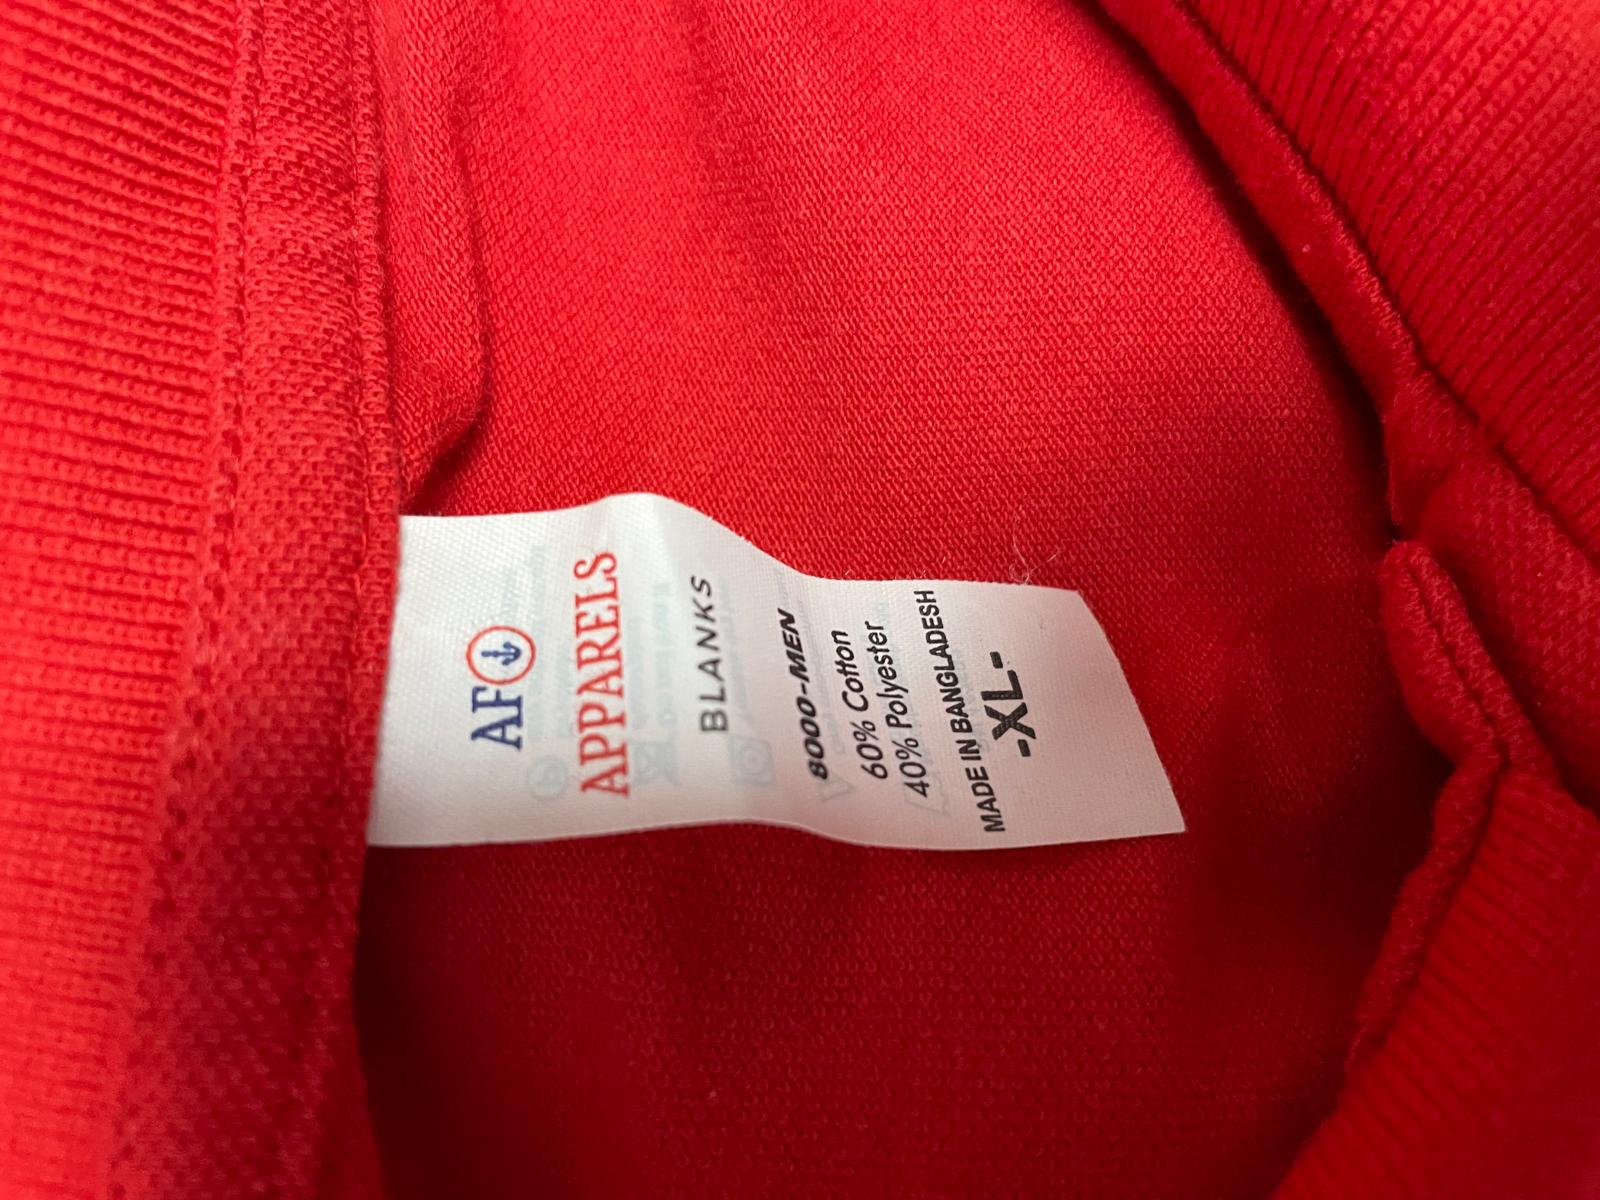 AF
APPARELS
BLANKS
8000-MEN
60% Cotton
40% Polyester
MADE IN BANGLADESH
-XL-